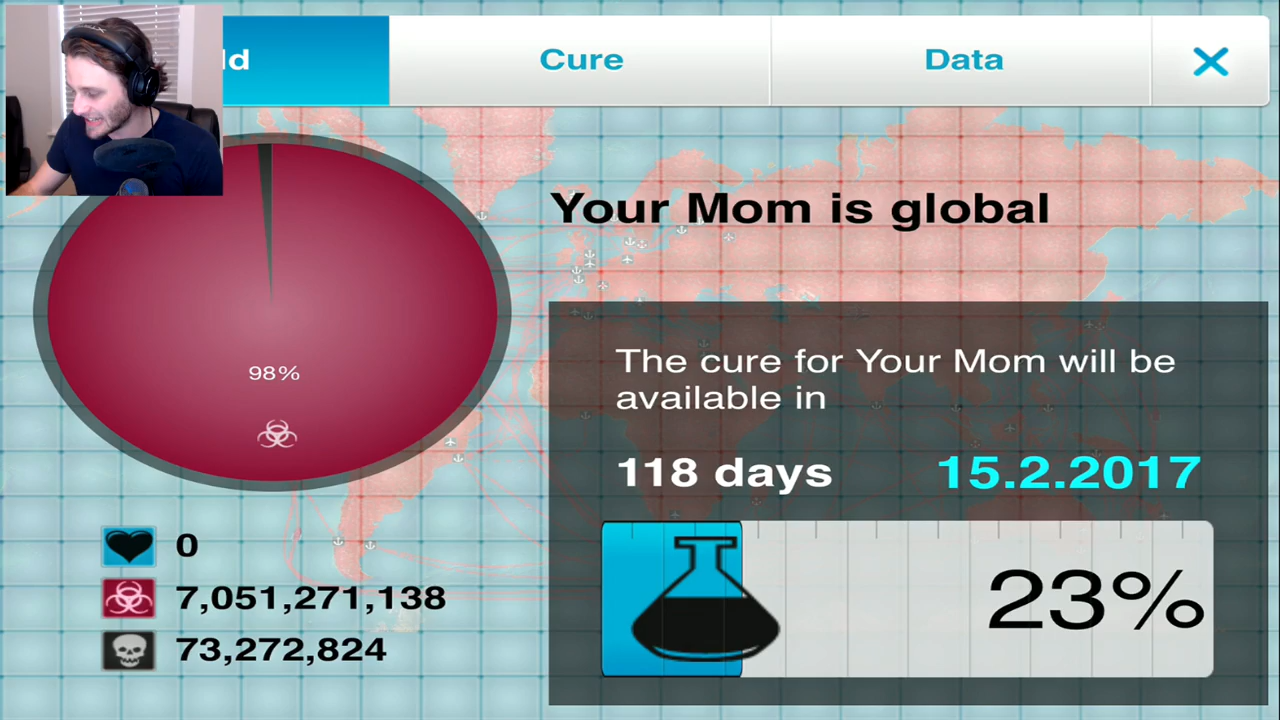 ld
Cure
Data
Your Mom is global
98%
The cure for Your Mom will be
available in
118 days
15.2.2017
0
7,051,271,138
73,272,824
23%